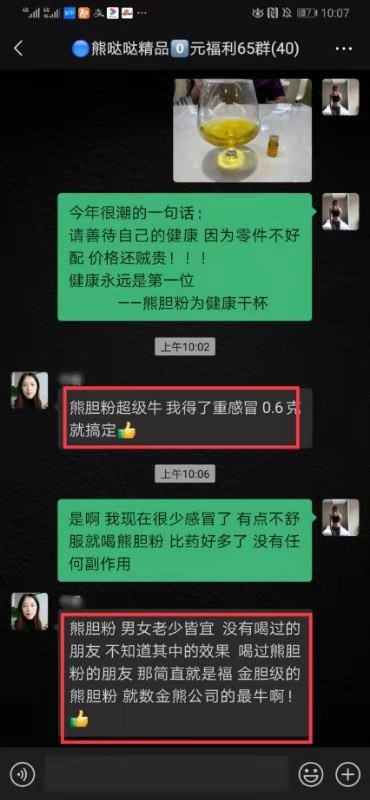 10:07
🔵熊哒哒精品0️⃣元福利65群(40)
今年很潮的一句话：
请善待自己的健康 因为零件不好
配 价格还贼贵！！！
健康永远是第一位
——熊胆粉为健康干杯
上午10:02
熊胆粉超级牛 我得了重感冒 0.6 克
就搞定👍
上午10:06
是啊 我现在很少感冒了 有点不舒
服就喝熊胆粉 比药好多了 没有任
何副作用
熊胆粉 男女老少皆宜  没有喝过的
朋友 不知道其中的效果  喝过熊胆
粉的朋友 那简直就是福 金胆级的
熊胆粉 就数金熊公司的最牛啊！
👍